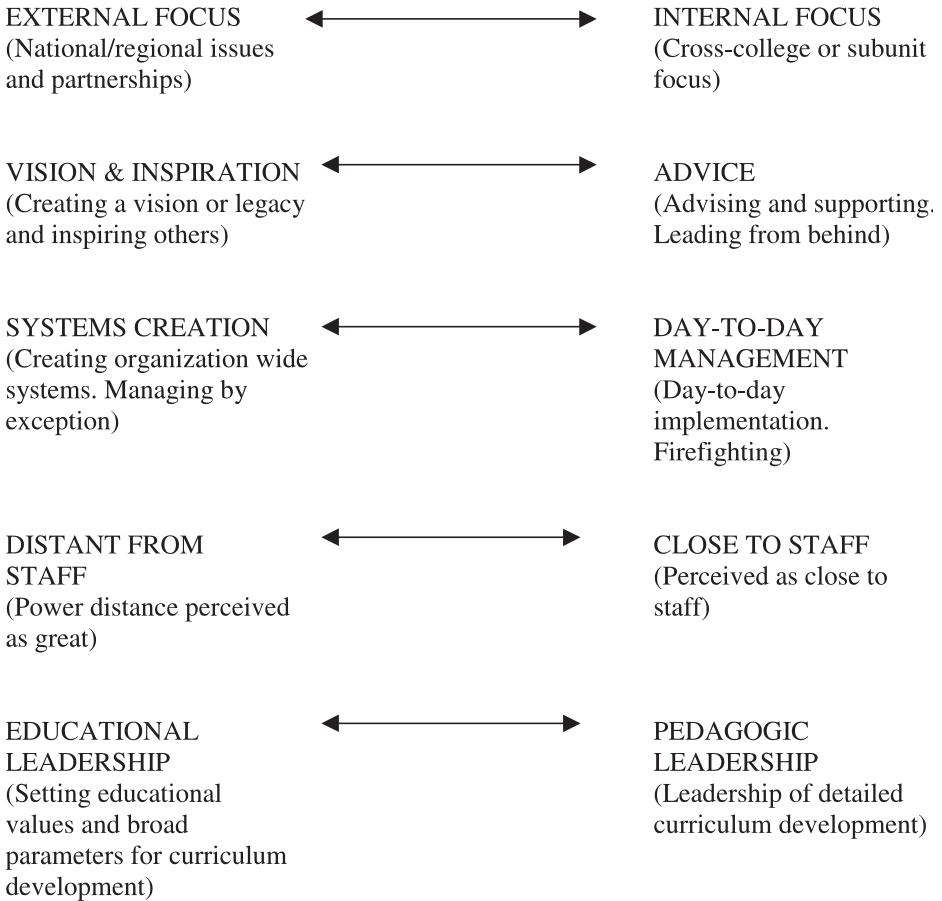 EXTERNAL FOCUS
(National/regional issues
and partnerships)
INTERNAL FOCUS
(Cross-college or subunit
focus)
VISION & INSPIRATION
(Creating a vision or legacy
and inspiring others)
ADVICE
(Advising and supporting.
Leading from behind)
SYSTEMS CREATION
(Creating organization wide
systems. Managing by
exception)
DAY-TO-DAY
MANAGEMENT
(Day-to-day
implementation.
Firefighting)
DISTANT FROM
STAFF
(Power distance perceived
as great)
CLOSE TO STAFF
(Perceived as close to
staff)
EDUCATIONAL
LEADERSHIP
(Setting educational
values and broad
parameters for curriculum
development)
PEDAGOGIC
LEADERSHIP
(Leadership of detailed
curriculum development)